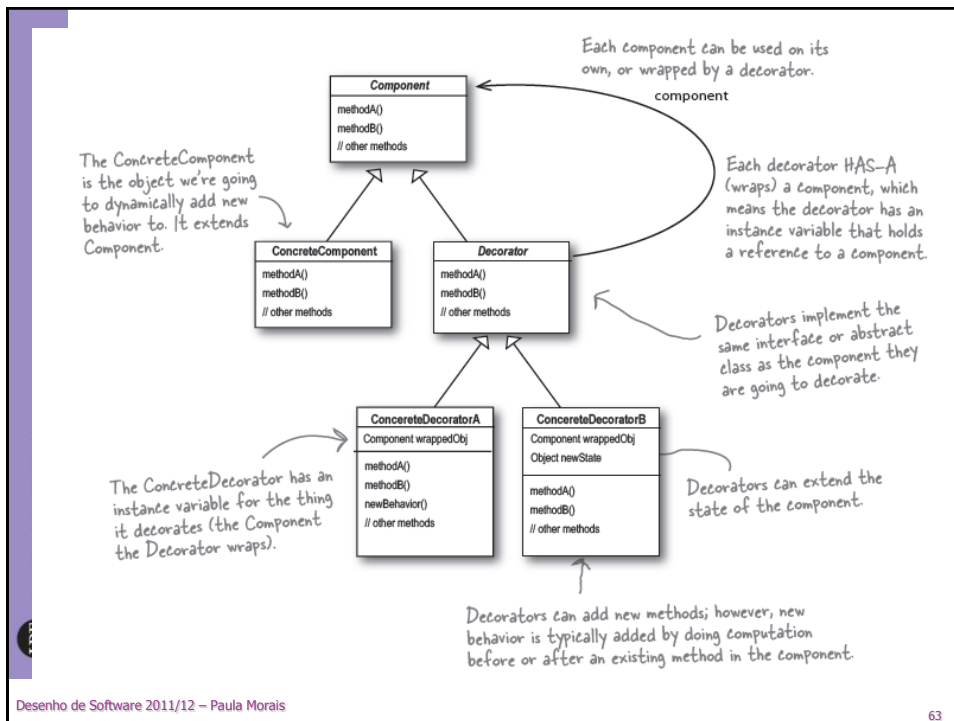 Each component can be used on its
own, or wrapped by a decorator.
component
Component
methodA()
methodB()
// other methods
The ConcreteComponent
is the object we're going
to dynamically add new
behavior to. It extends
Component.
Each decorator HAS-A
(wraps) a component, which
means the decorator has an
instance variable that holds
a reference to a component.
ConcreteComponent
methodA()
methodB()
// other methods
Decorator
methodA()
methodB()
// other methods
Decorators implement the
same interface or abstract
class as the component they
are going to decorate.
ConcereteDecoratorA
Component wrappedObj
methodA()
methodB()
newBehavior()
// other methods
ConcereteDecoratorB
Component wrappedObj
Object newState
methodA()
methodB()
// other methods
The ConcreteDecorator has an
instance variable for the thing
it decorates (the Component
the Decorator wraps).
Decorators can extend the
state of the component.
Decorators can add new methods; however, new
behavior is typically added by doing computation
before or after an existing method in the component.
Desenho de Software 2011/12 – Paula Morais
63